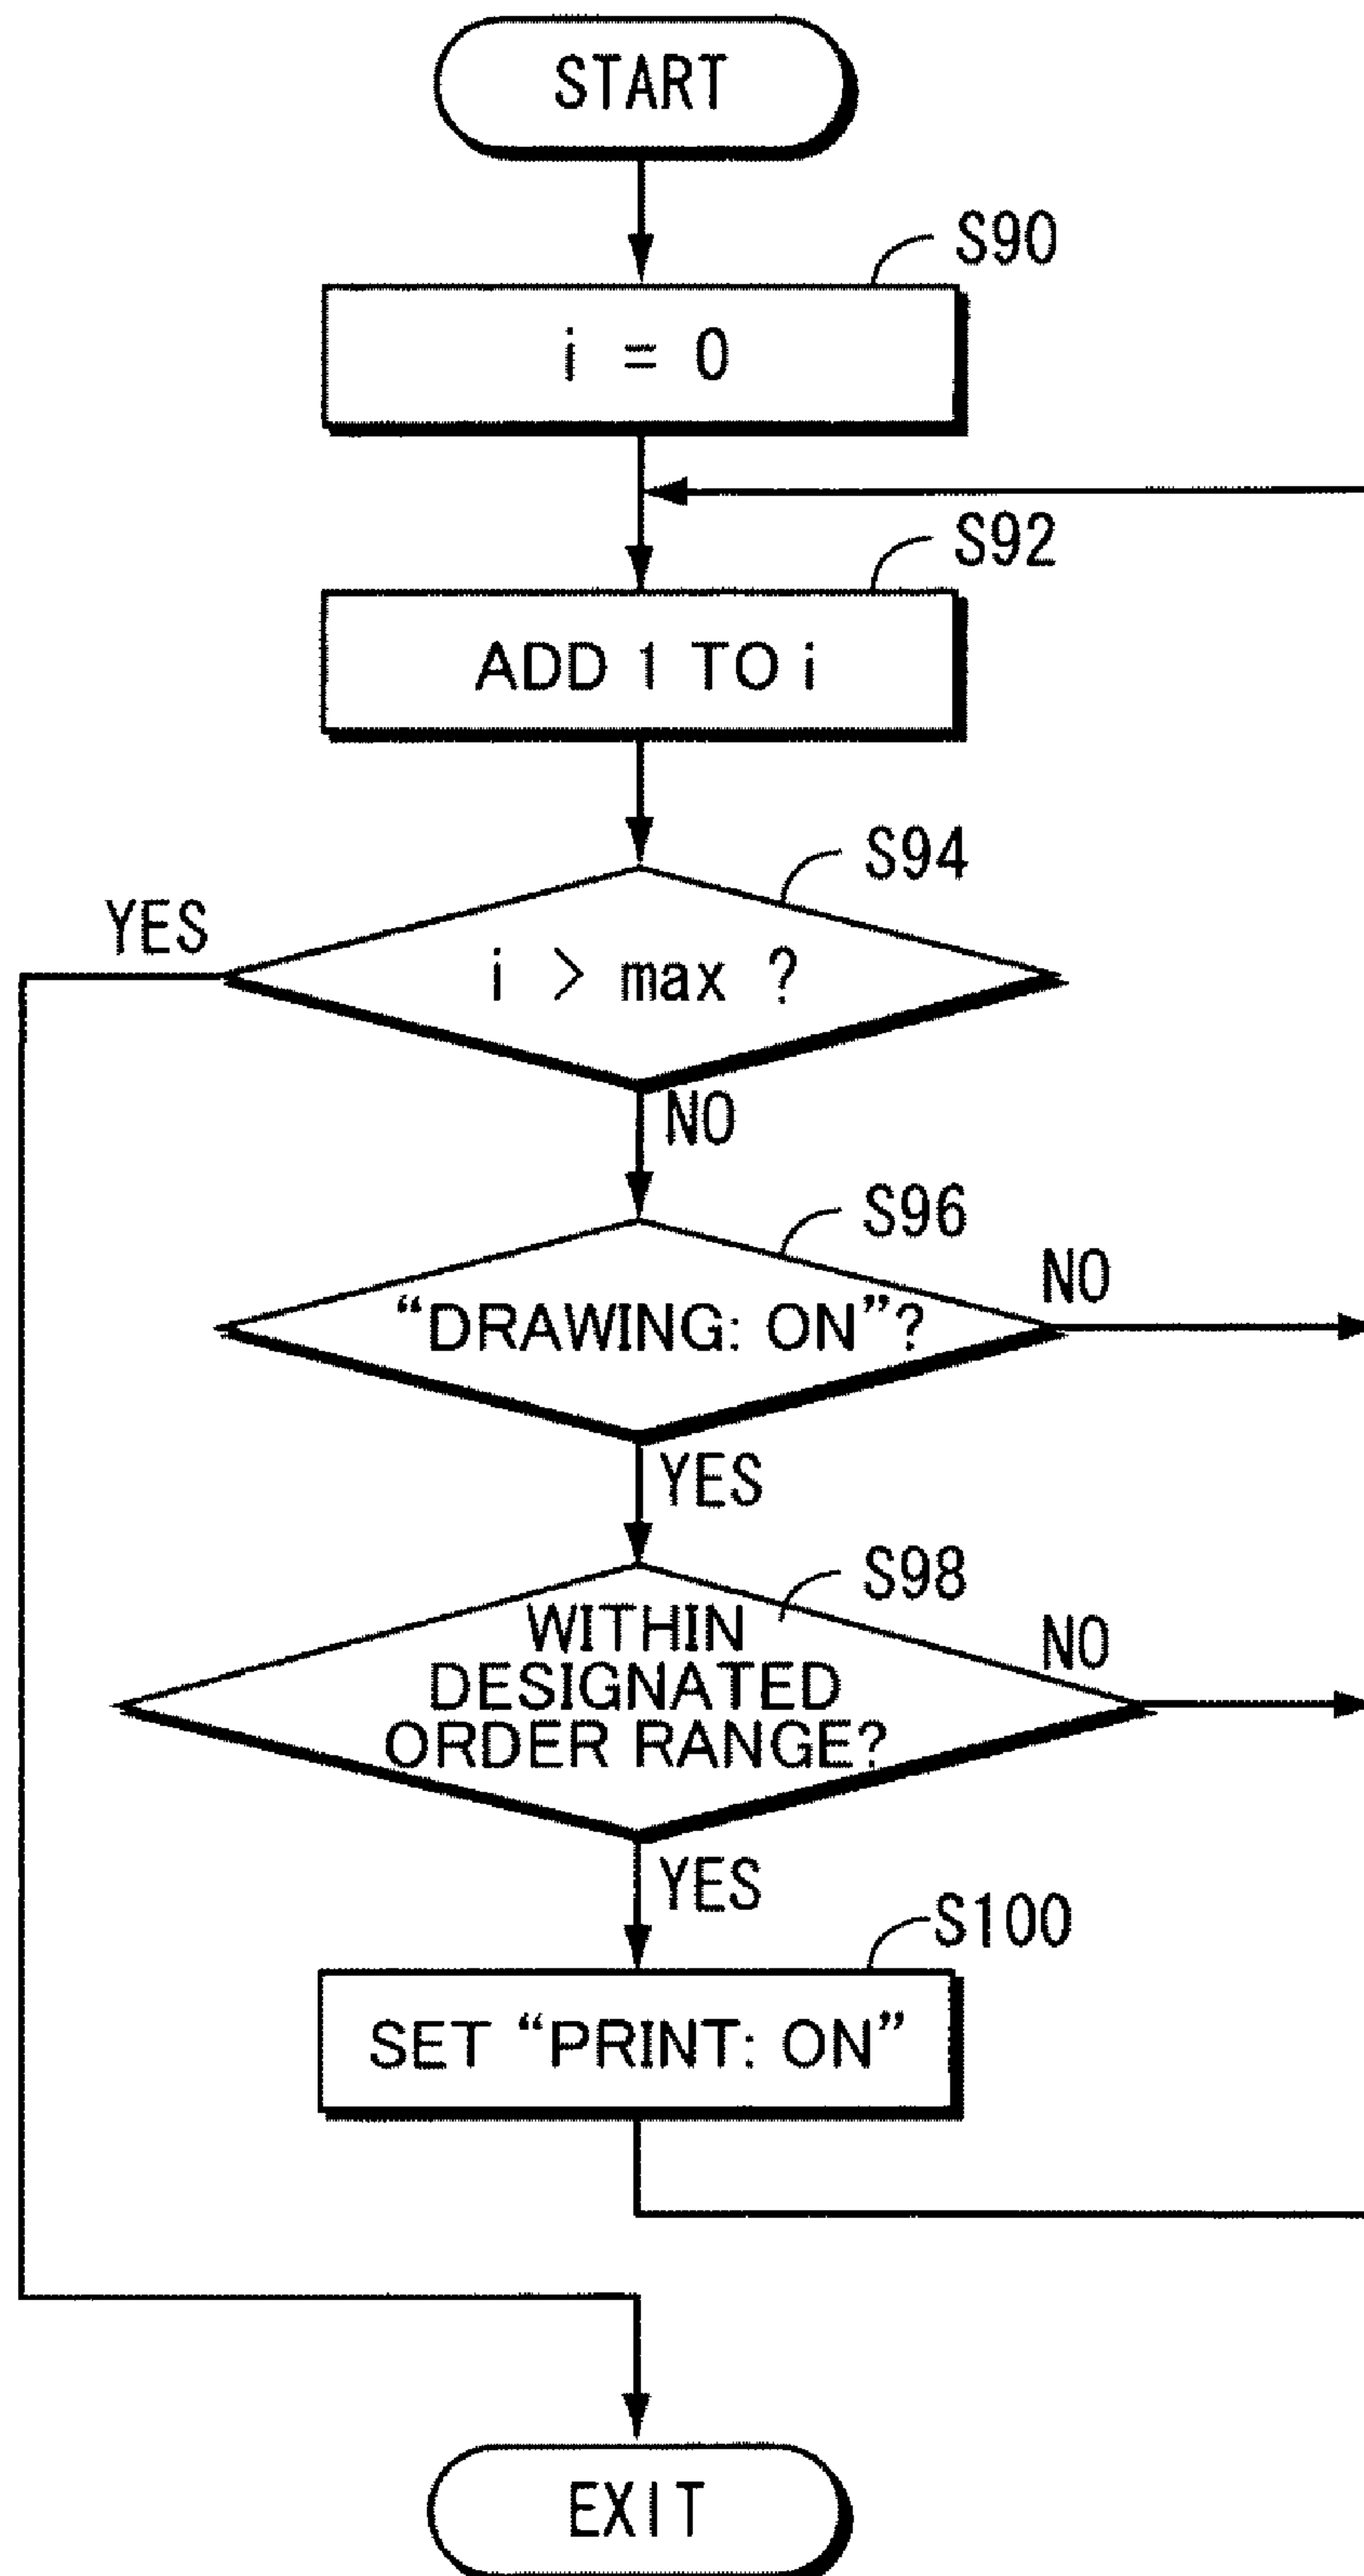 START
S90
i = 0
S92
ADD 1 TO i
S94
YES
i > max ?
NO
S96
NO
“DRAWING: ON”?
YES
S98
NO
WITHIN
DESIGNATED
ORDER RANGE?
YES
S100
SET “PRINT: ON”
EXIT